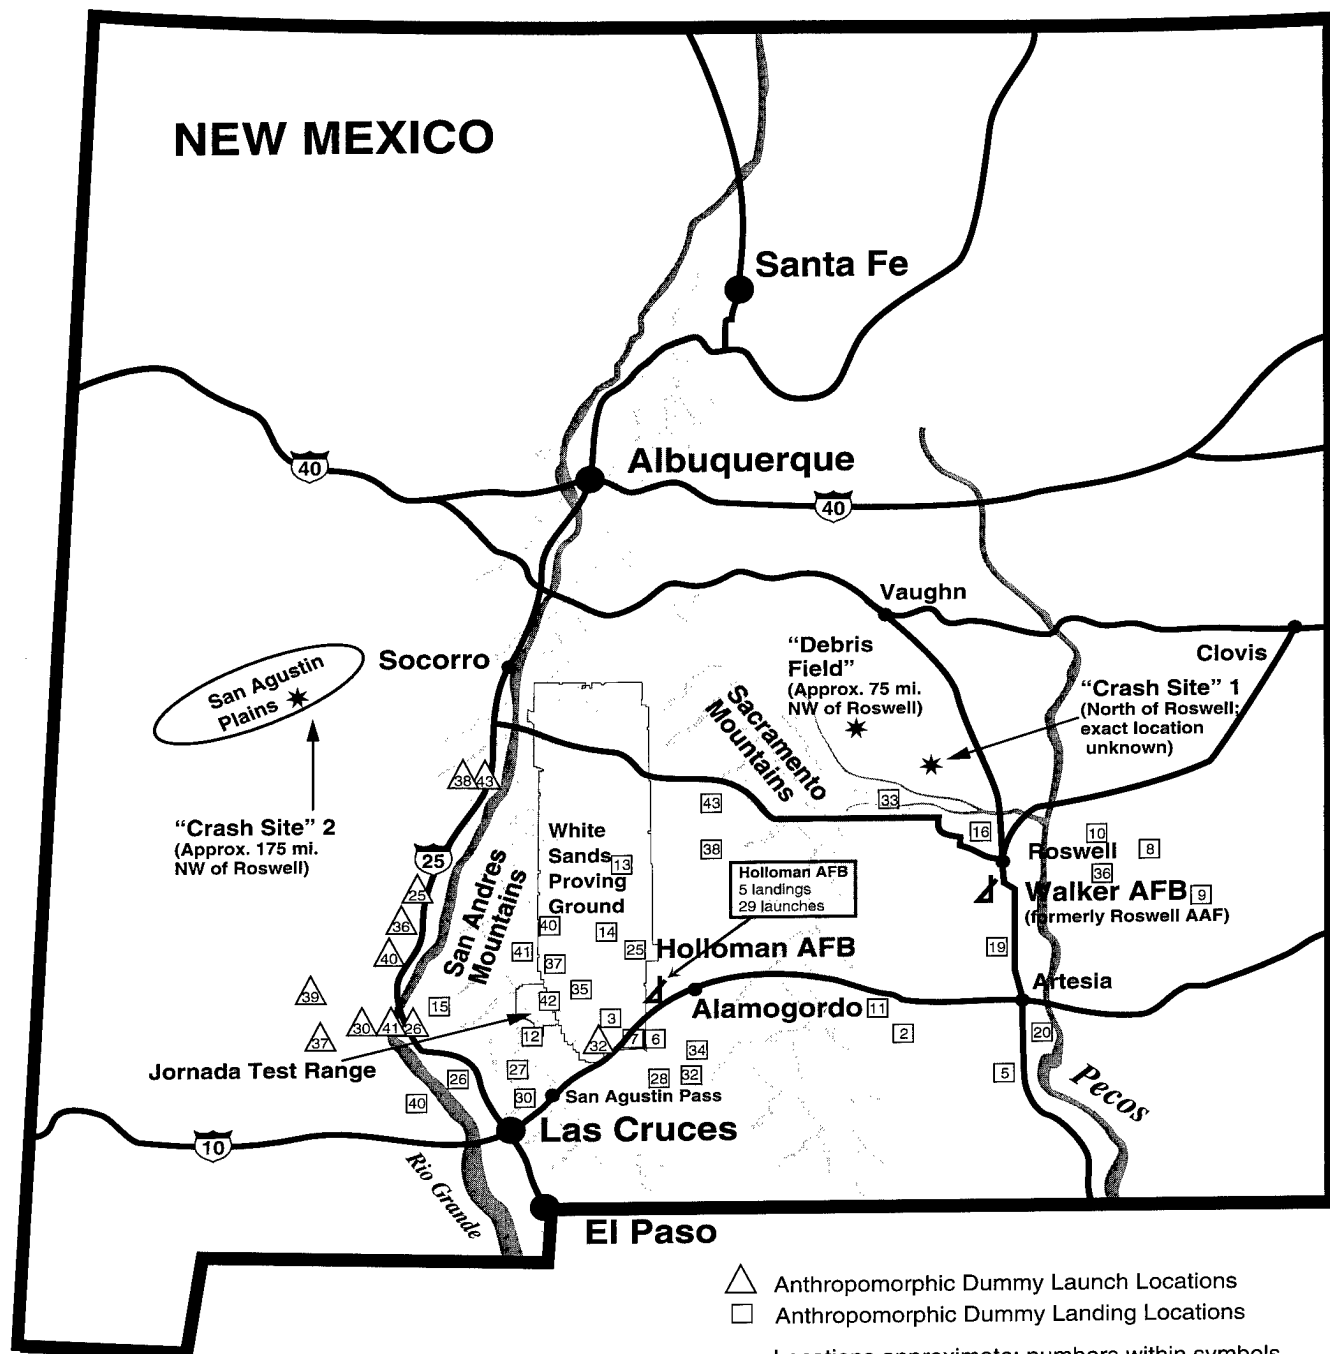 NEW MEXICO
Santa Fe
Albuquerque
40
40
Vaughn
Clovis
Socorro
San Agustin
Plains
"Debris
Field"
(Approx. 75 mi.
NW of Roswell)
"Crash Site" 1
(North of Roswell;
exact location
unknown)
Sacramento
Mountains
38
43
"Crash Site" 2
(Approx. 175 mi.
NW of Roswell)
25
White
Sands
Proving
Ground
13
San Andres
Mountains
43
38
33
16
10
8
Roswell
36
9
Walker AFB
(formerly Roswell AAF)
Holloman AFB
5 landings
29 launches
25
36
40
40
14
41
37
25
Holloman AFB
19
39
15
42
35
Alamogordo
11
Artesia
30
41
26
37
3
12
32
7
6
34
2
20
Jornada Test Range
26
27
28
32
5
40
30
San Agustin Pass
Pecos
10
Las Cruces
Rio Grande
El Paso
Anthropomorphic Dummy Launch Locations
Anthropomorphic Dummy Landing Locations
Locations approximate; numbers within symbols